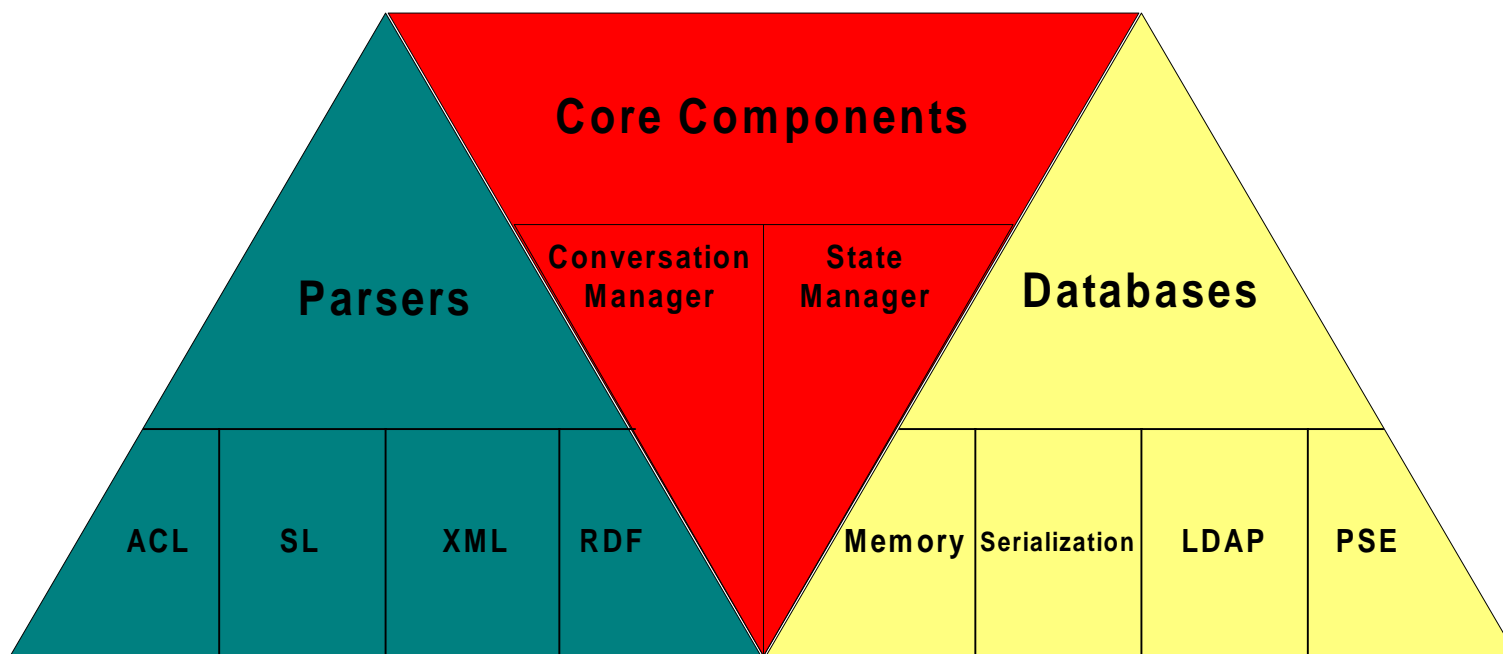 Core Components
Conversation
Manager
State
Manager
Parsers
Databases
ACL
SL
XML
RDF
Memory
Serialization
LDAP
PSE